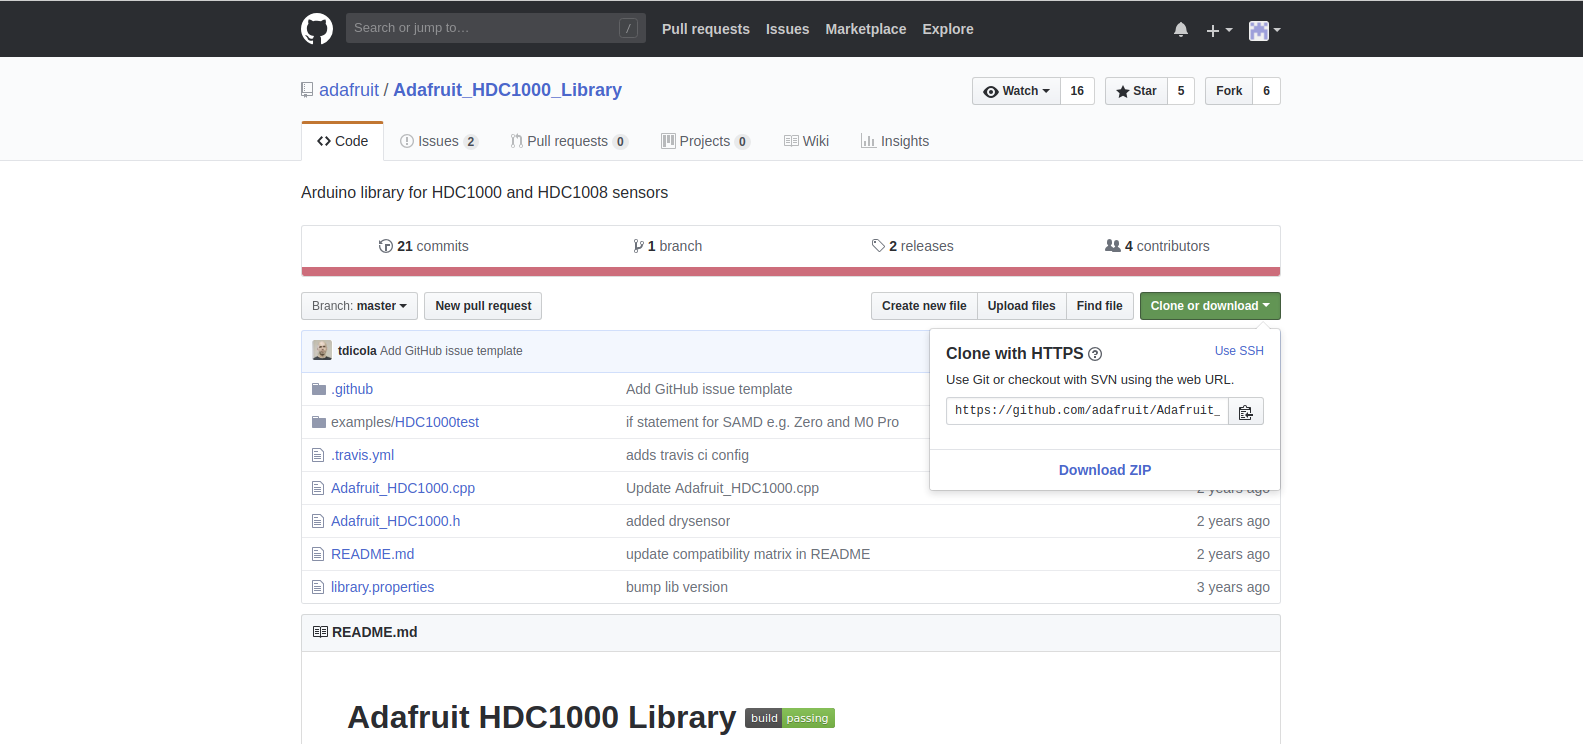 Search or jump to… /
Pull requests Issues Marketplace Explore
adafruit / Adafruit_HDC1000_Library
Watch 16 Star 5 Fork 6
Code Issues 2 Pull requests 0 Projects 0 Wiki Insights
Arduino library for HDC1000 and HDC1008 sensors
21 commits 1 branch 2 releases 4 contributors
Branch: master New pull request Create new file Upload files Find file Clone or download
tdicola Add GitHub issue template
Clone with HTTPS ? Use SSH
Use Git or checkout with SVN using the web URL.
https://github.com/adafruit/Adafruit_
Download ZIP
.github Add GitHub issue template
examples/HDC1000test if statement for SAMD e.g. Zero and M0 Pro
.travis.yml adds travis ci config
Adafruit_HDC1000.cpp Update Adafruit_HDC1000.cpp 2 years ago
Adafruit_HDC1000.h added drysensor 2 years ago
README.md update compatibility matrix in README 2 years ago
library.properties bump lib version 3 years ago
README.md
Adafruit HDC1000 Library build passing